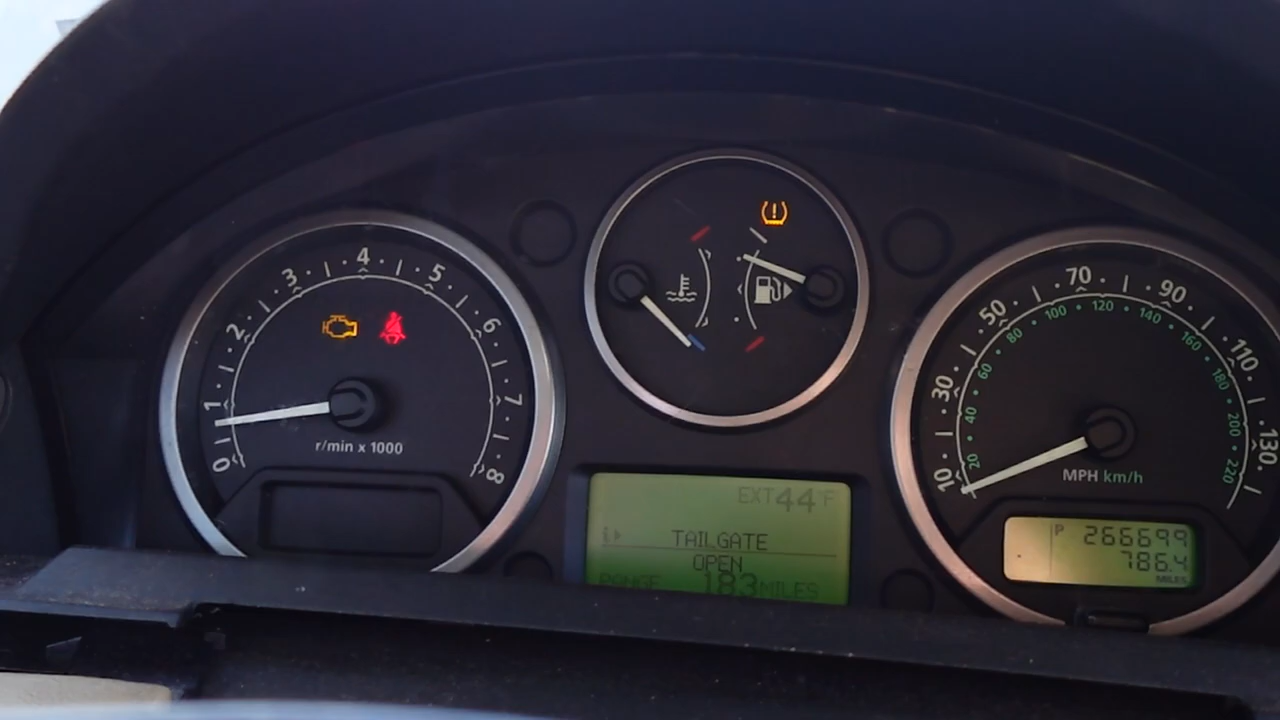 0 1 2 3 4 5 6 7 8
r/min x 1000
EXT 44°F
TAILGATE
OPEN
RANGE 183 MILES
10 30 50 70 90 110 130
20 40 60 80 100 120 140 160 180 200 220
MPH km/h
P 266699
786.4
MILES